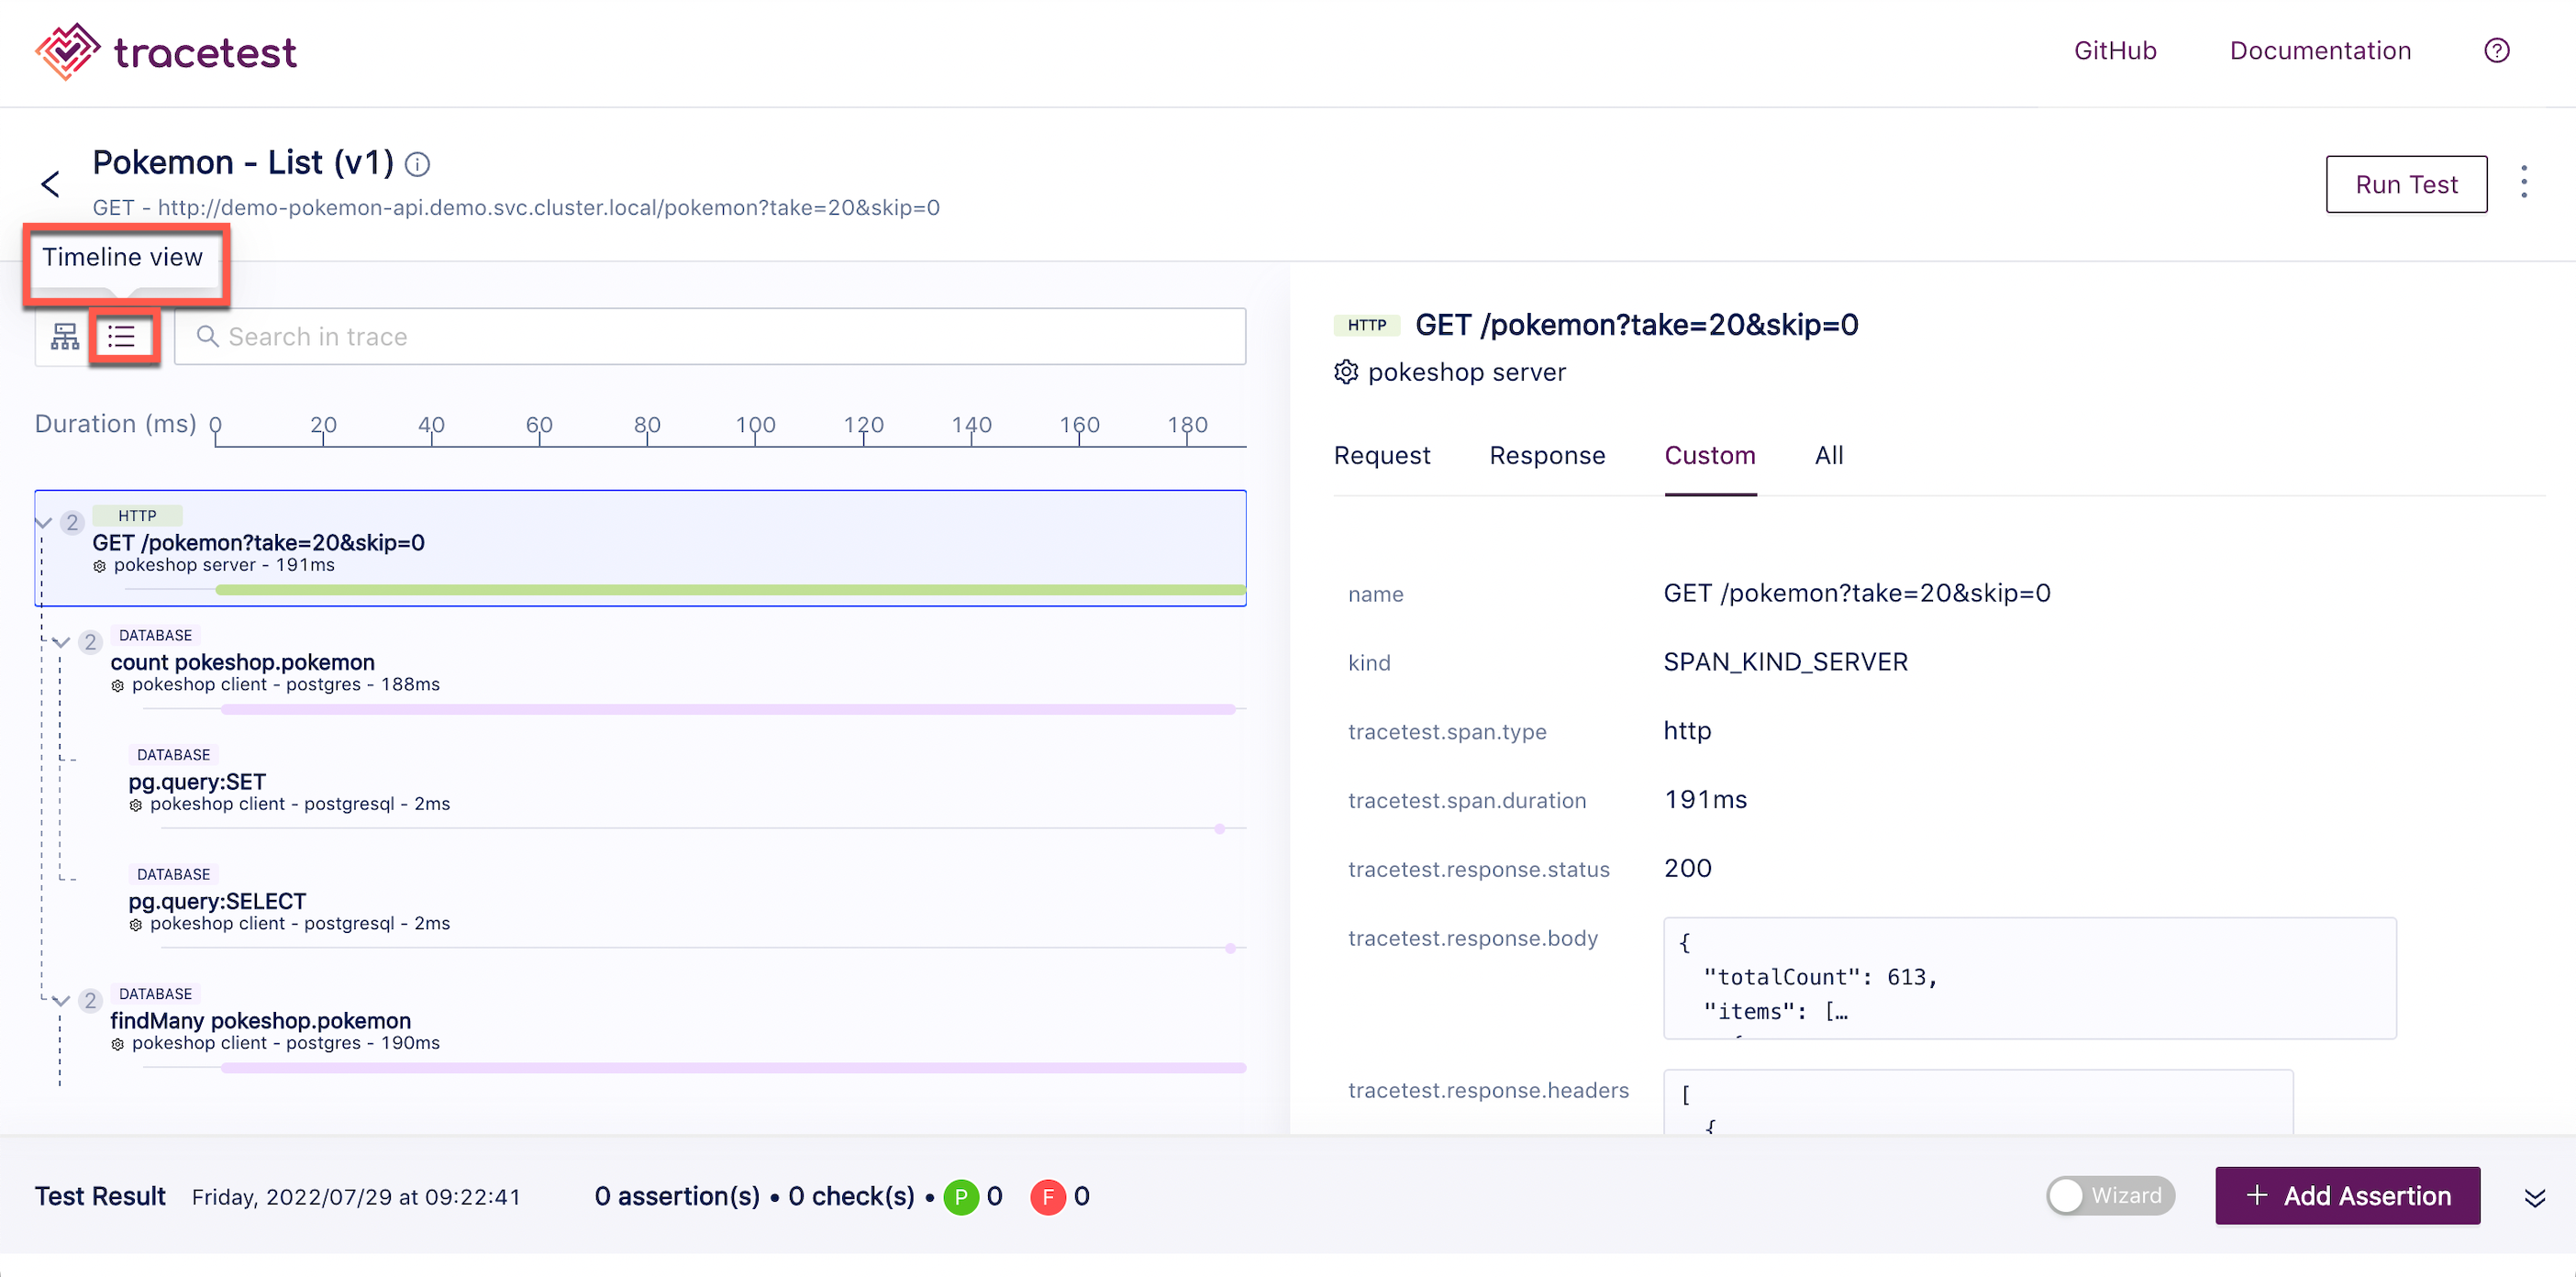 tracetest
GitHub
Documentation
Pokemon - List (v1)
GET - http://demo-pokemon-api.demo.svc.cluster.local/pokemon?take=20&skip=0
Run Test
Timeline view
Search in trace
Duration (ms) 0 20 40 60 80 100 120 140 160 180
2 HTTP
GET /pokemon?take=20&skip=0
pokeshop server - 191ms
2 DATABASE
count pokeshop.pokemon
pokeshop client - postgres - 188ms
DATABASE
pg.query:SET
pokeshop client - postgresql - 2ms
DATABASE
pg.query:SELECT
pokeshop client - postgresql - 2ms
2 DATABASE
findMany pokeshop.pokemon
pokeshop client - postgres - 190ms
HTTP GET /pokemon?take=20&skip=0
pokeshop server
Request Response Custom All
name GET /pokemon?take=20&skip=0
kind SPAN_KIND_SERVER
tracetest.span.type http
tracetest.span.duration 191ms
tracetest.response.status 200
tracetest.response.body {
"totalCount": 613,
"items": […
tracetest.response.headers [
{
Test Result Friday, 2022/07/29 at 09:22:41 0 assertion(s) • 0 check(s) • P 0 F 0
Wizard
+ Add Assertion